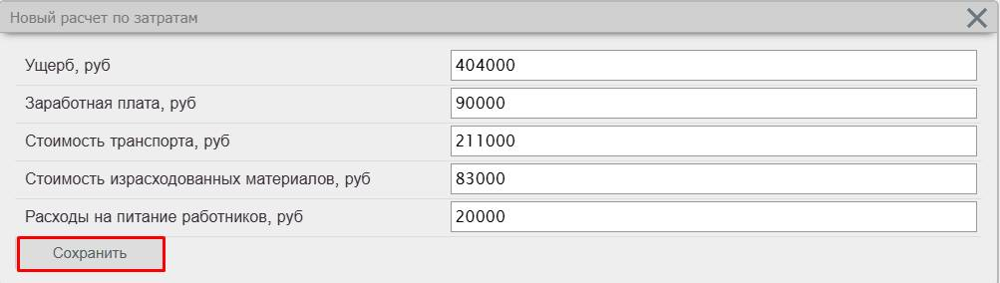 Новый расчет по затратам
Ущерб, руб 404000
Заработная плата, руб 90000
Стоимость транспорта, руб 211000
Стоимость израсходованных материалов, руб 83000
Расходы на питание работников, руб 20000
Сохранить